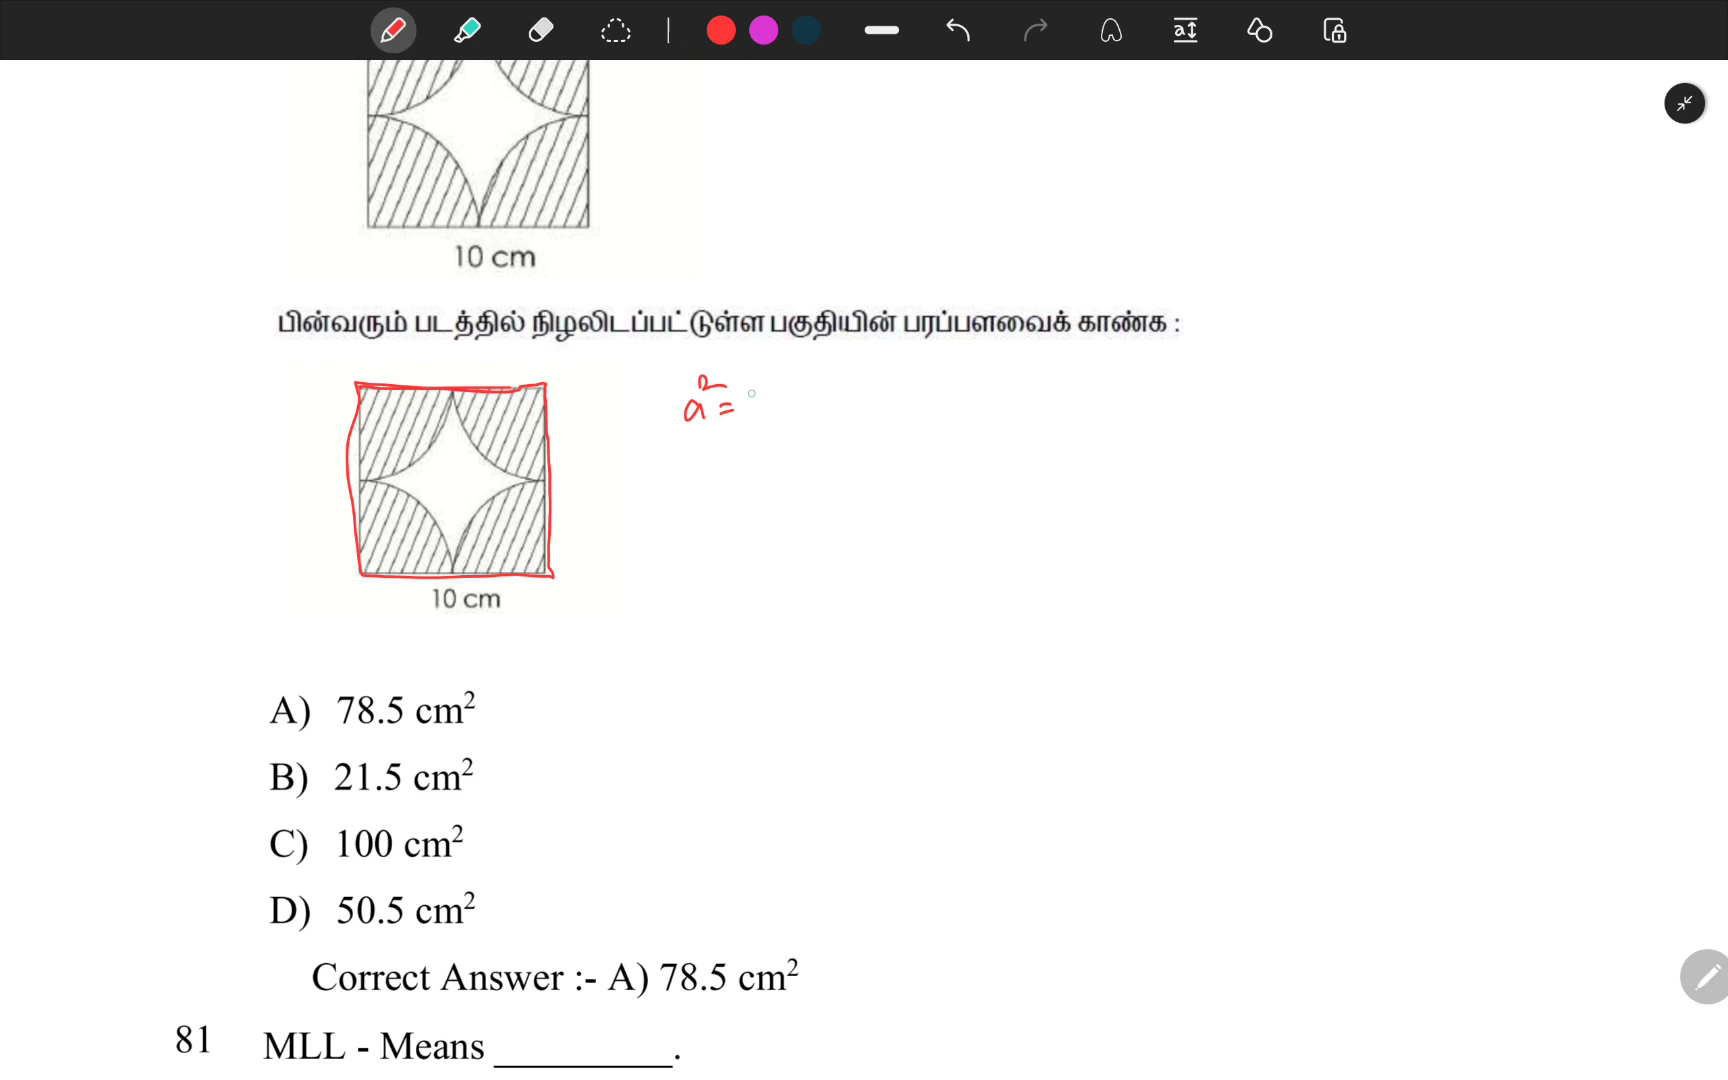 10 cm
பின்வரும் படத்தில் நிழலிடப்பட்டுள்ள பகுதியின் பரப்பளவைக் காண்க :
a² =
10 cm
A) 78.5 cm²
B) 21.5 cm²
C) 100 cm²
D) 50.5 cm²
Correct Answer :- A) 78.5 cm²
81 MLL - Means _________.